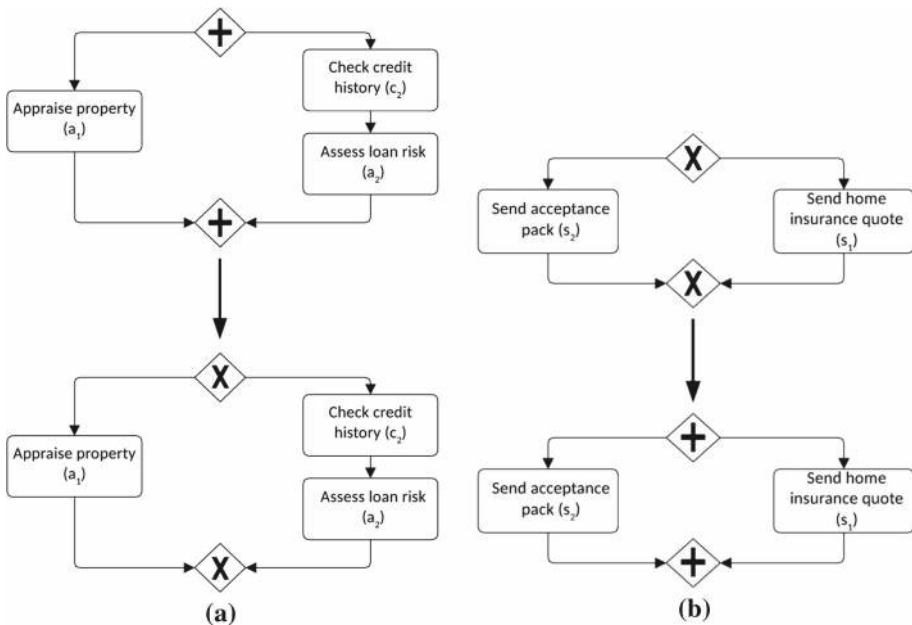 Appraise property
(a₁)
Check credit
history (c₂)
Assess loan risk
(a₂)
Appraise property
(a₁)
Check credit
history (c₂)
Assess loan risk
(a₂)
(a)
X
X
Send acceptance
pack (s₂)
Send home
insurance quote
(s₁)
X
X
Send acceptance
pack (s₂)
Send home
insurance quote
(s₁)
(b)